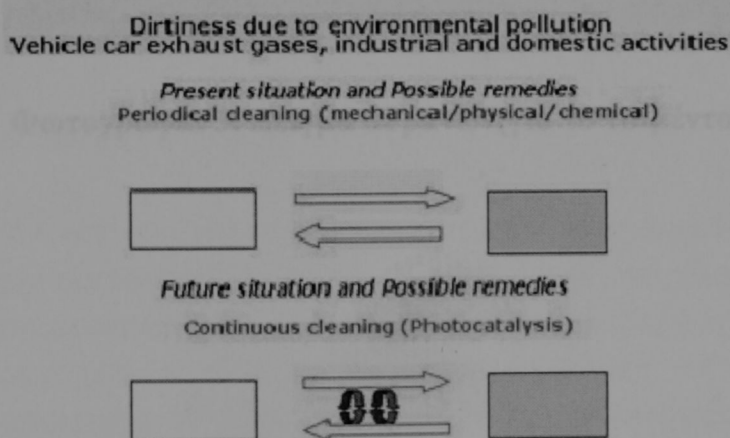 Dirtiness due to environmental pollution
Vehicle car exhaust gases, industrial and domestic activities
Present situation and Possible remedies
Periodical cleaning (mechanical/physical/chemical)
Future situation and Possible remedies
Continuous cleaning (Photocatalysis)